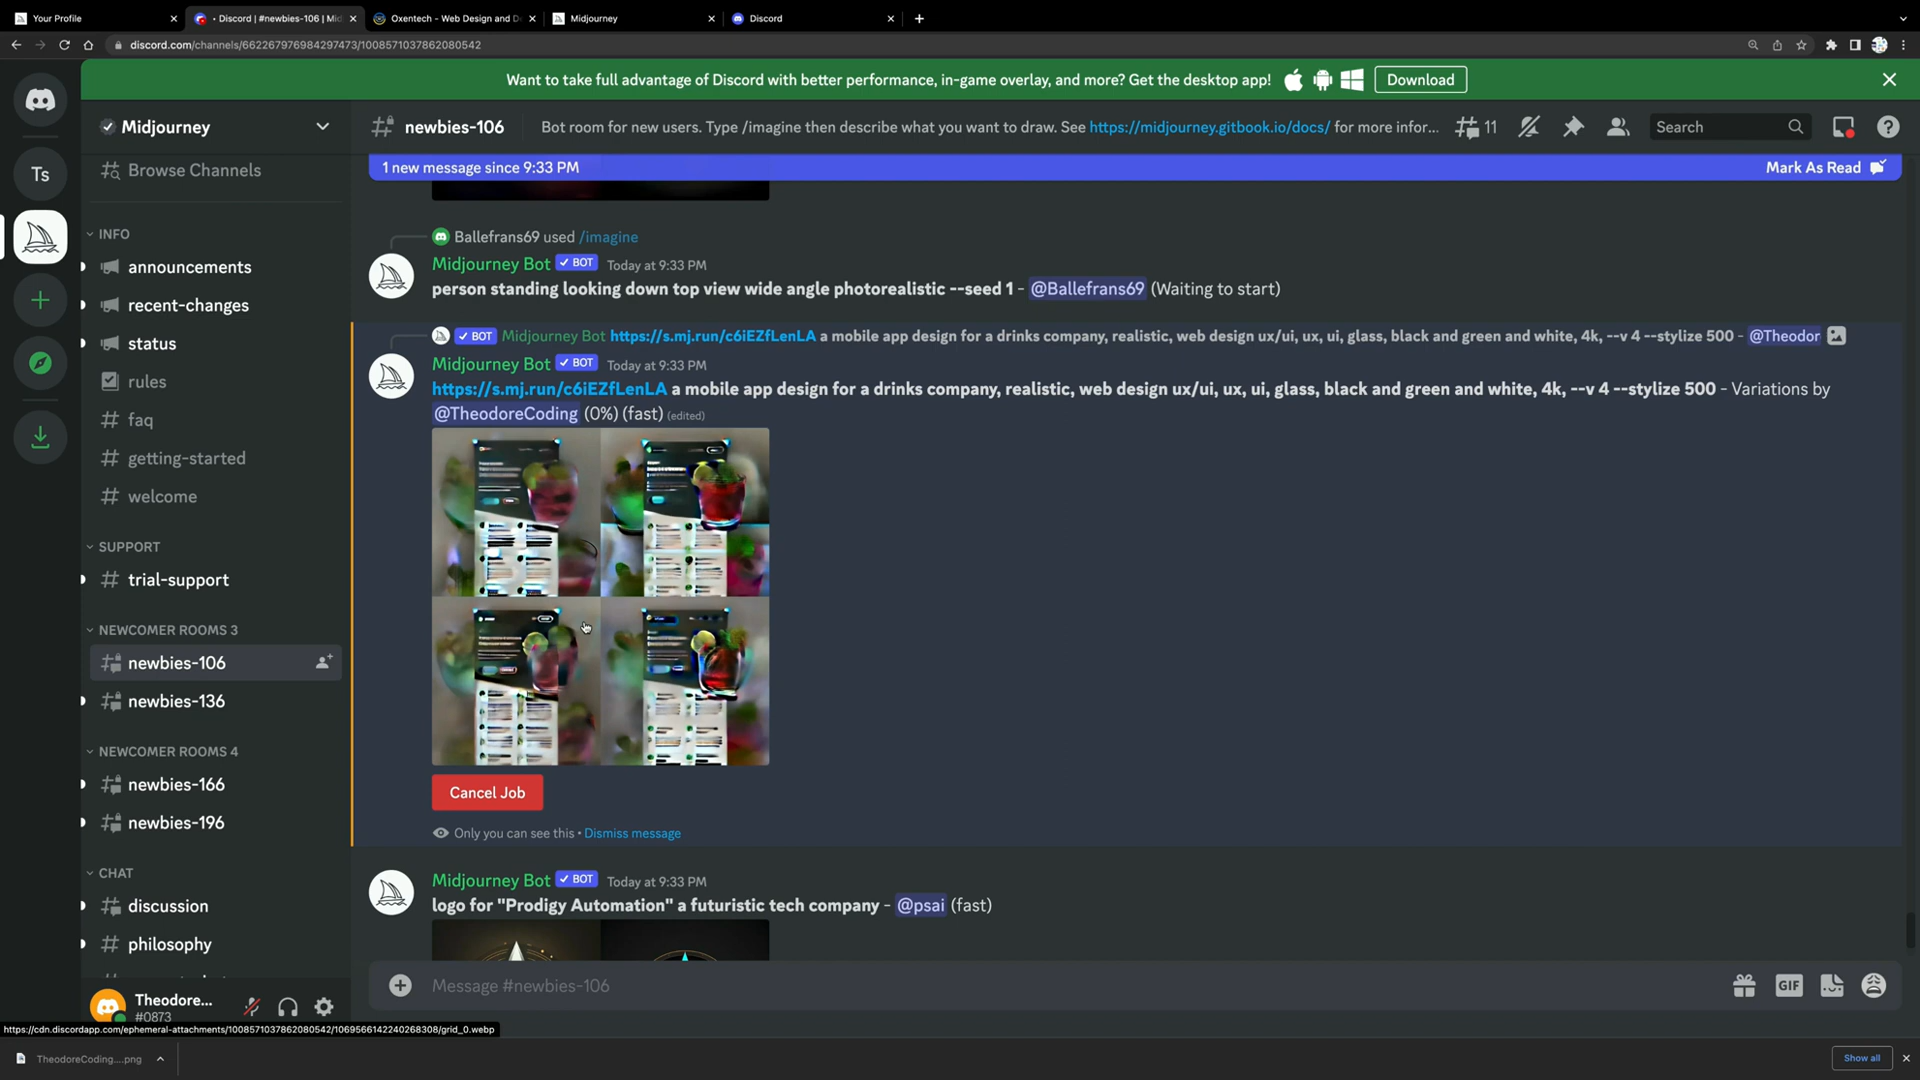 Your Profile
Discord | #newbies-106 | Mi
Oxentech - Web Design and D
Midjourney
Discord
discord.com/channels/662267976984297473/1008571037862080542
Want to take full advantage of Discord with better performance, in-game overlay, and more? Get the desktop app!
Download
Midjourney
newbies-106
Bot room for new users. Type /imagine then describe what you want to draw. See https://midjourney.gitbook.io/docs/ for more infor...
11
Search
1 new message since 9:33 PM
Mark As Read
Ts
Browse Channels
INFO
announcements
recent-changes
status
rules
faq
getting-started
welcome
SUPPORT
trial-support
NEWCOMER ROOMS 3
newbies-106
newbies-136
NEWCOMER ROOMS 4
newbies-166
newbies-196
CHAT
discussion
philosophy
Theodore...
#0873
Ballefrans69 used /imagine
Midjourney Bot BOT Today at 9:33 PM
person standing looking down top view wide angle photorealistic --seed 1 - @Ballefrans69 (Waiting to start)
BOT Midjourney Bot https://s.mj.run/c6iEZfLenLA a mobile app design for a drinks company, realistic, web design ux/ui, ux, ui, glass, black and green and white, 4k, --v 4 --stylize 500 - @Theodor
Midjourney Bot BOT Today at 9:33 PM
https://s.mj.run/c6iEZfLenLA a mobile app design for a drinks company, realistic, web design ux/ui, ux, ui, glass, black and green and white, 4k, --v 4 --stylize 500 - Variations by
@TheodoreCoding (0%) (fast) (edited)
Cancel Job
Only you can see this • Dismiss message
Midjourney Bot BOT Today at 9:33 PM
logo for "Prodigy Automation" a futuristic tech company - @psai (fast)
Message #newbies-106
GIF
https://cdn.discordapp.com/ephemeral-attachments/1008571037862080542/1069566142240268308/grid_0.webp
TheodoreCoding....png
Show all